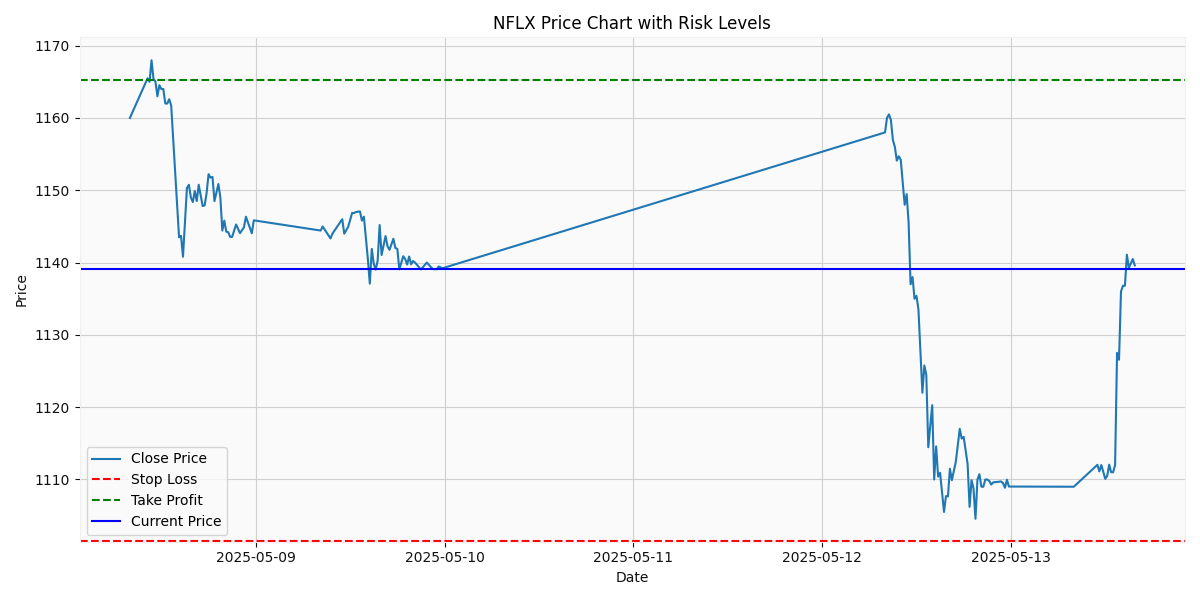 NFLX Price Chart with Risk Levels
1170
1160
1150
1140
1130
1120
1110
Price
Close Price
Stop Loss
Take Profit
Current Price
2025-05-09
2025-05-10
2025-05-11
2025-05-12
2025-05-13
Date